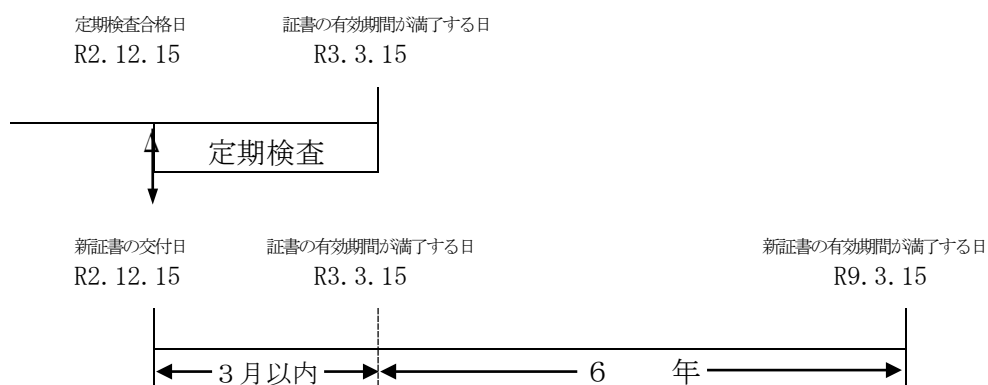 定期検査合格日 証書の有効期間が満了する日
R2.12.15 R3.3.15
定期検査
新証書の交付日 証書の有効期間が満了する日 新証書の有効期間が満了する日
R2.12.15 R3.3.15 R9.3.15
3月以内 6 年